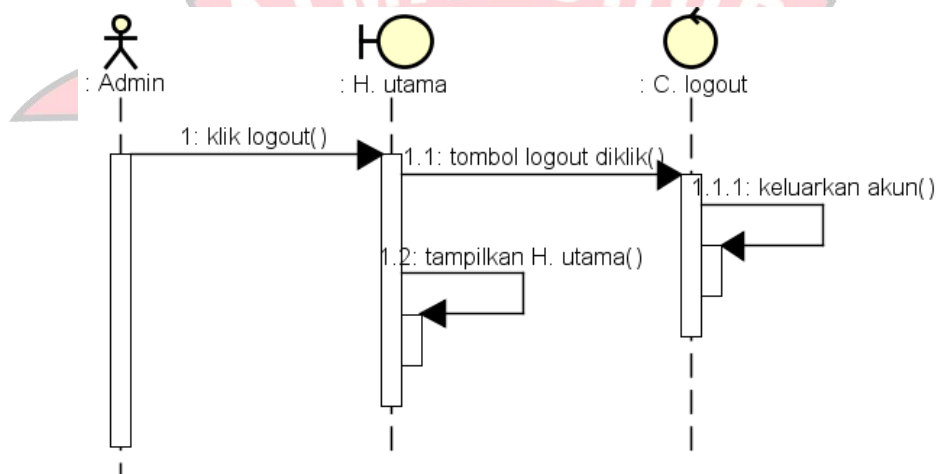 : Admin
: H. utama
: C. logout
1: klik logout()
1.1: tombol logout diklik()
1.1.1: keluarkan akun()
1.2: tampilkan H. utama()